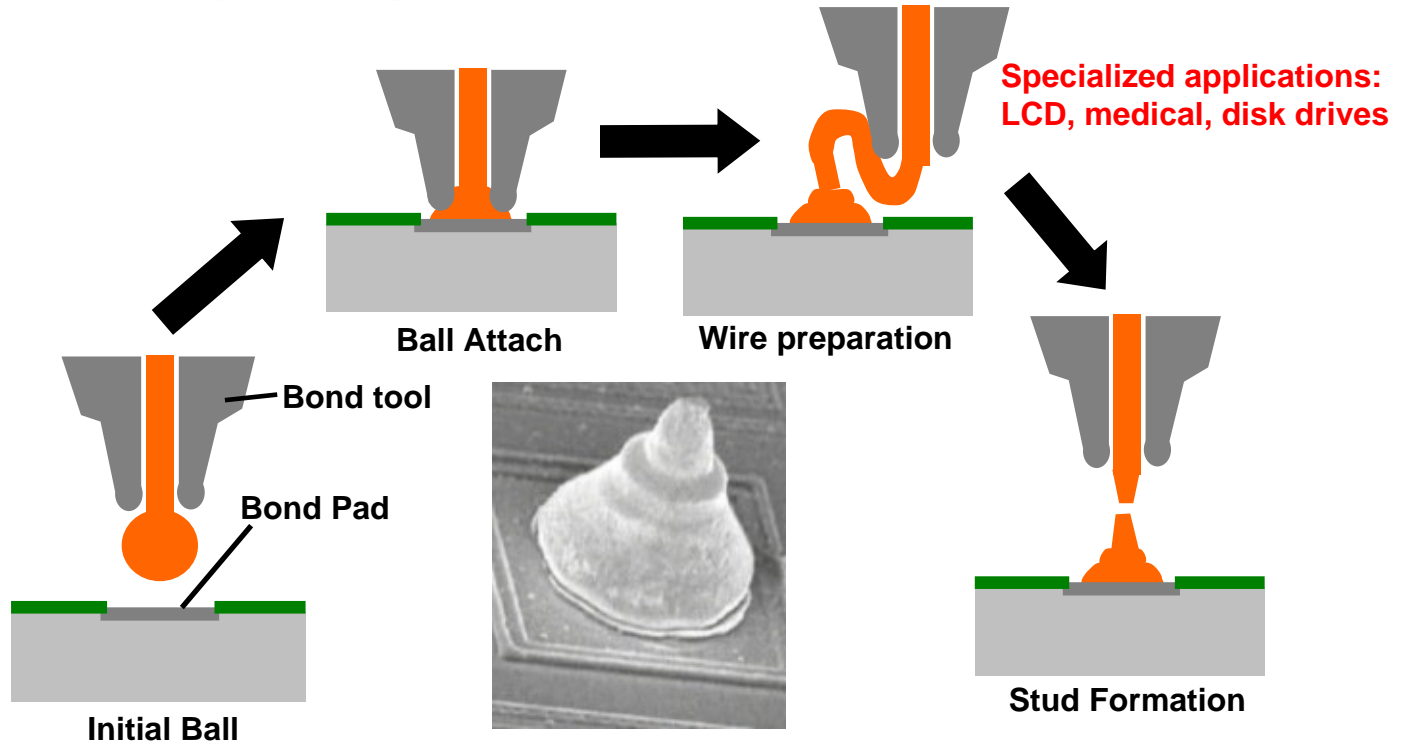 Specialized applications:
LCD, medical, disk drives
Ball Attach
Wire preparation
Bond tool
Bond Pad
Initial Ball
Stud Formation